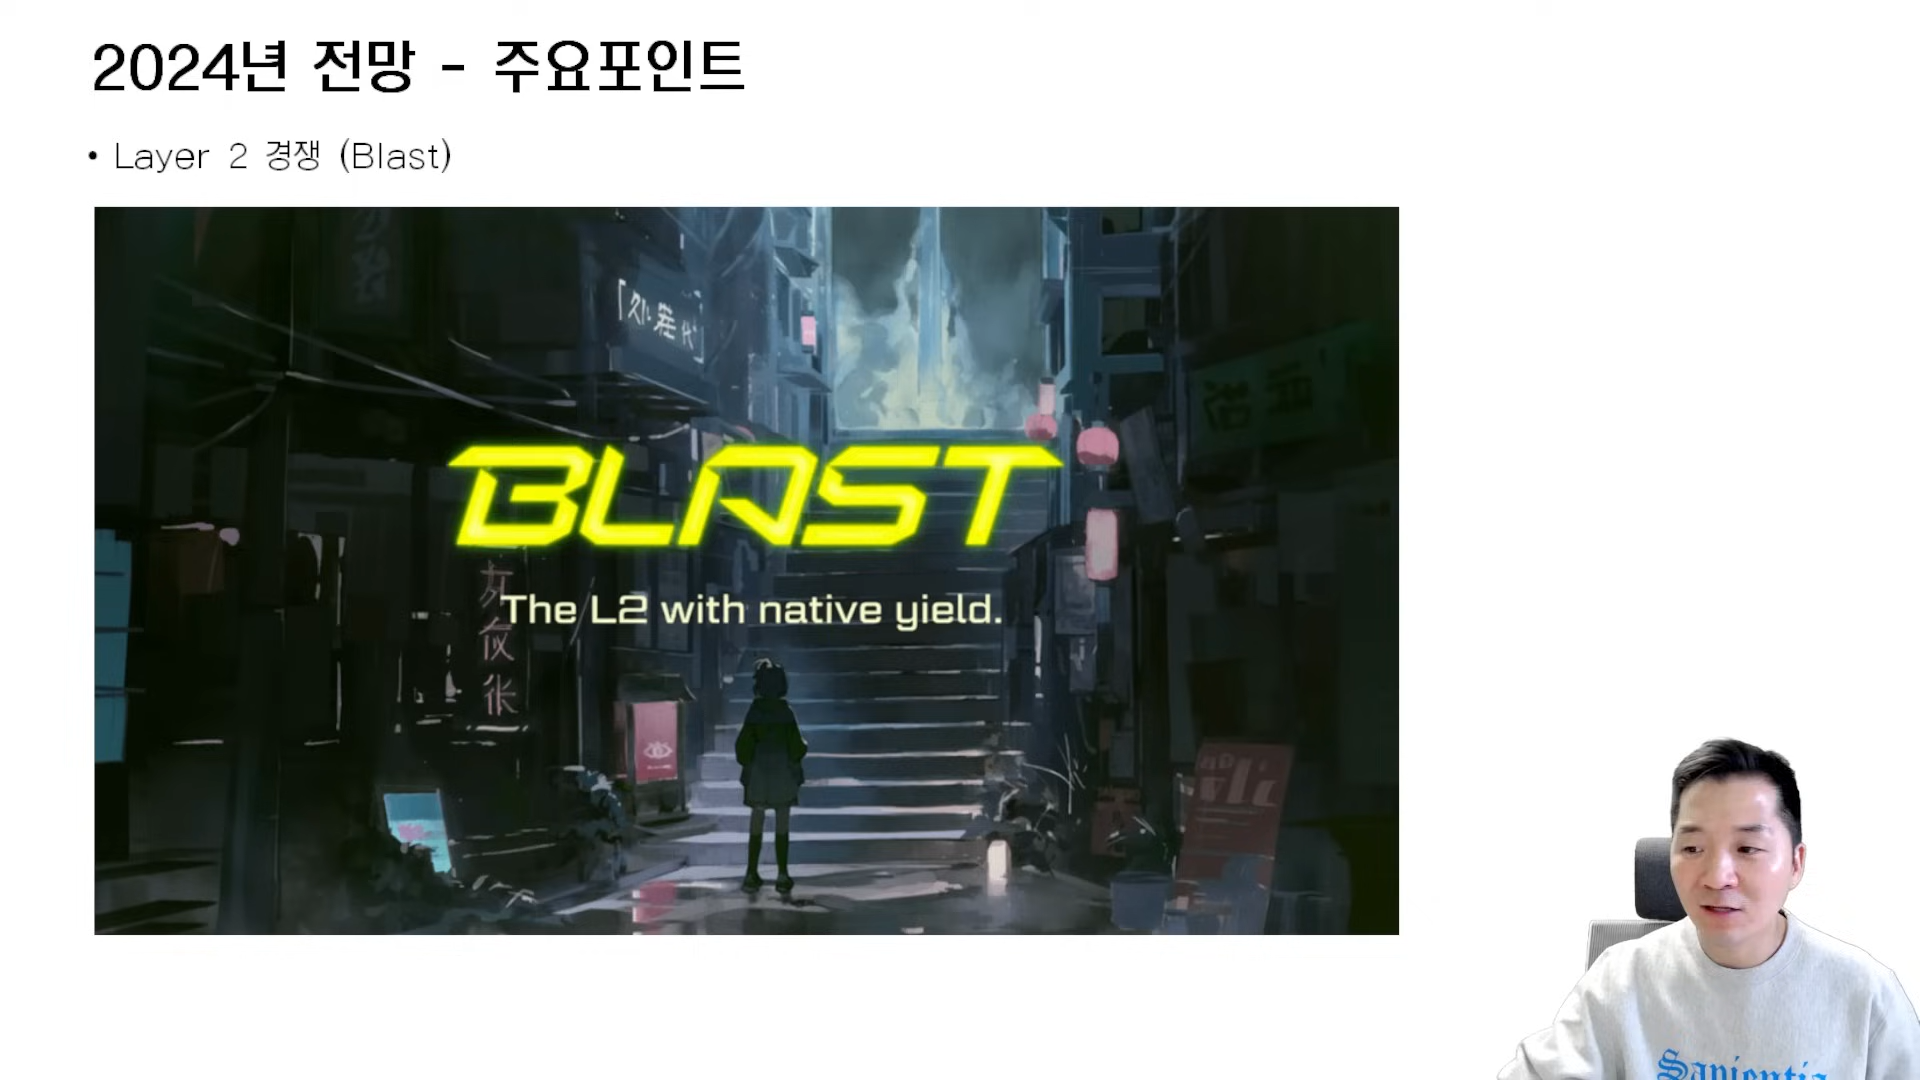 2024년 전망 - 주요포인트
• Layer 2 경쟁 (Blast)
BLAST
The L2 with native yield.
Sapientia